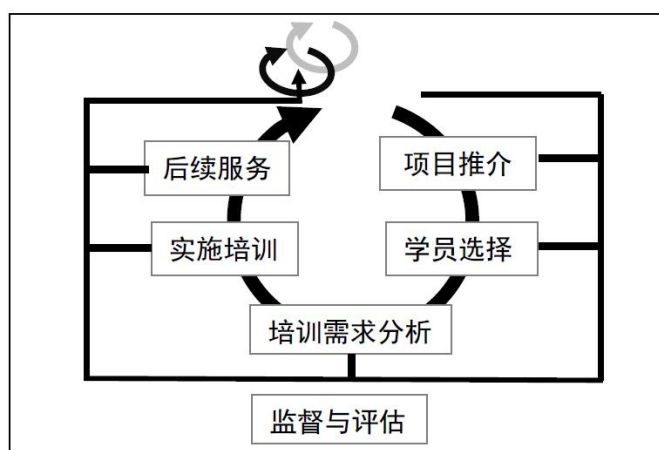 后续服务
项目推介
实施培训
学员选择
培训需求分析
监督与评估